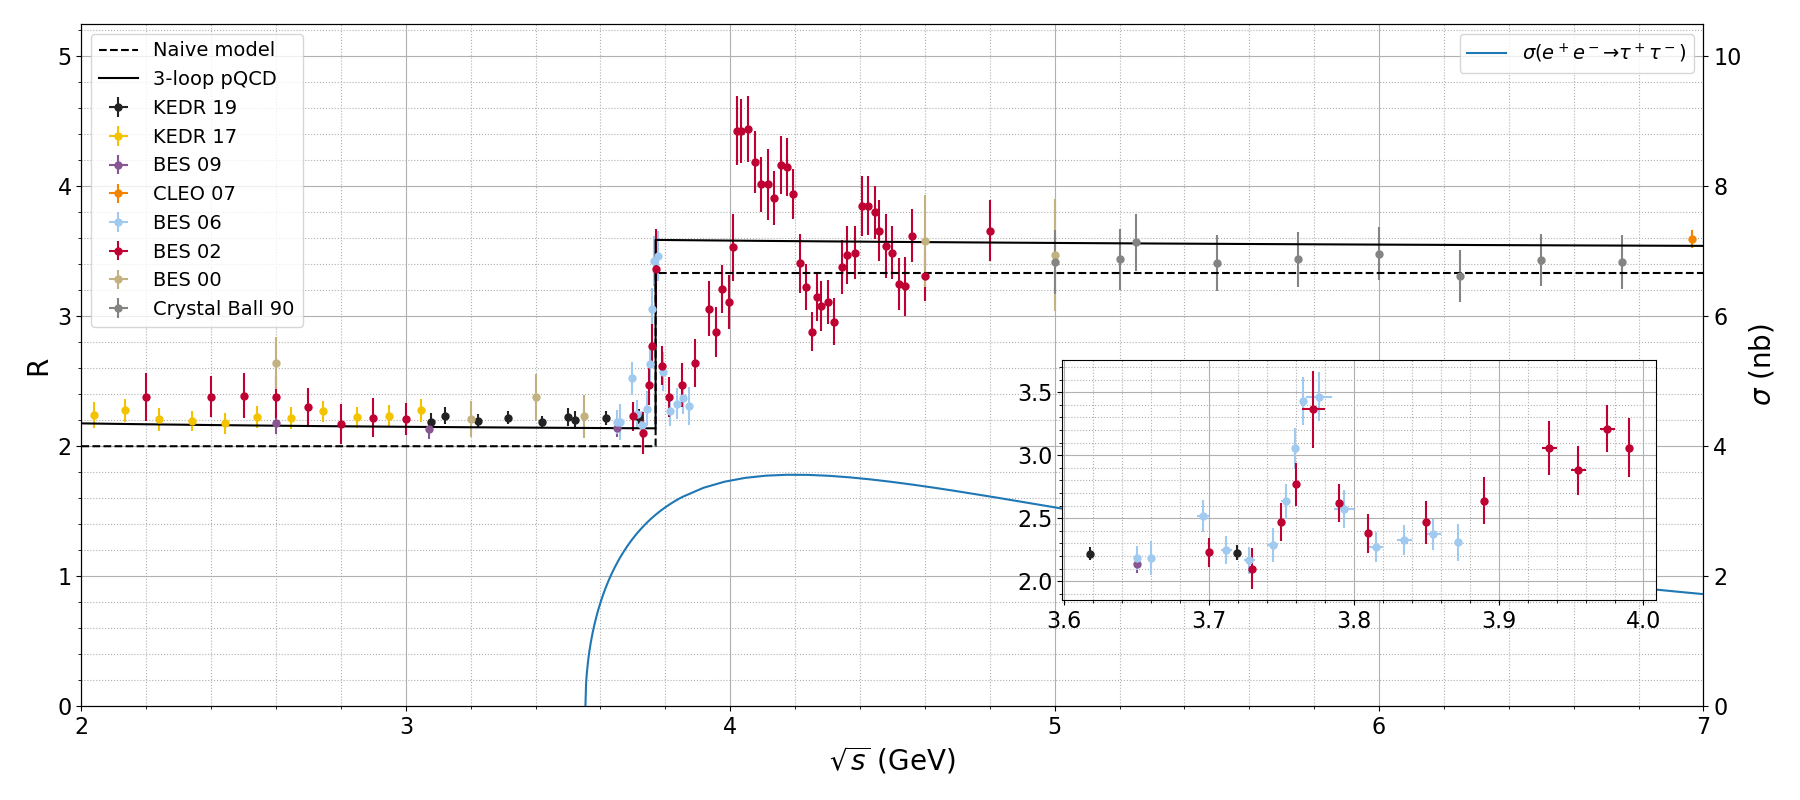 Naive model
3-loop pQCD
KEDR 19
KEDR 17
BES 09
CLEO 07
BES 06
BES 02
BES 00
Crystal Ball 90
σ(e⁺e⁻→τ⁺τ⁻)
5
4
3
2
1
0
R
10
8
6
4
2
0
σ (nb)
3.5
3.0
2.5
2.0
3.6 3.7 3.8 3.9 4.0
2 3 4 5 6 7
√s (GeV)